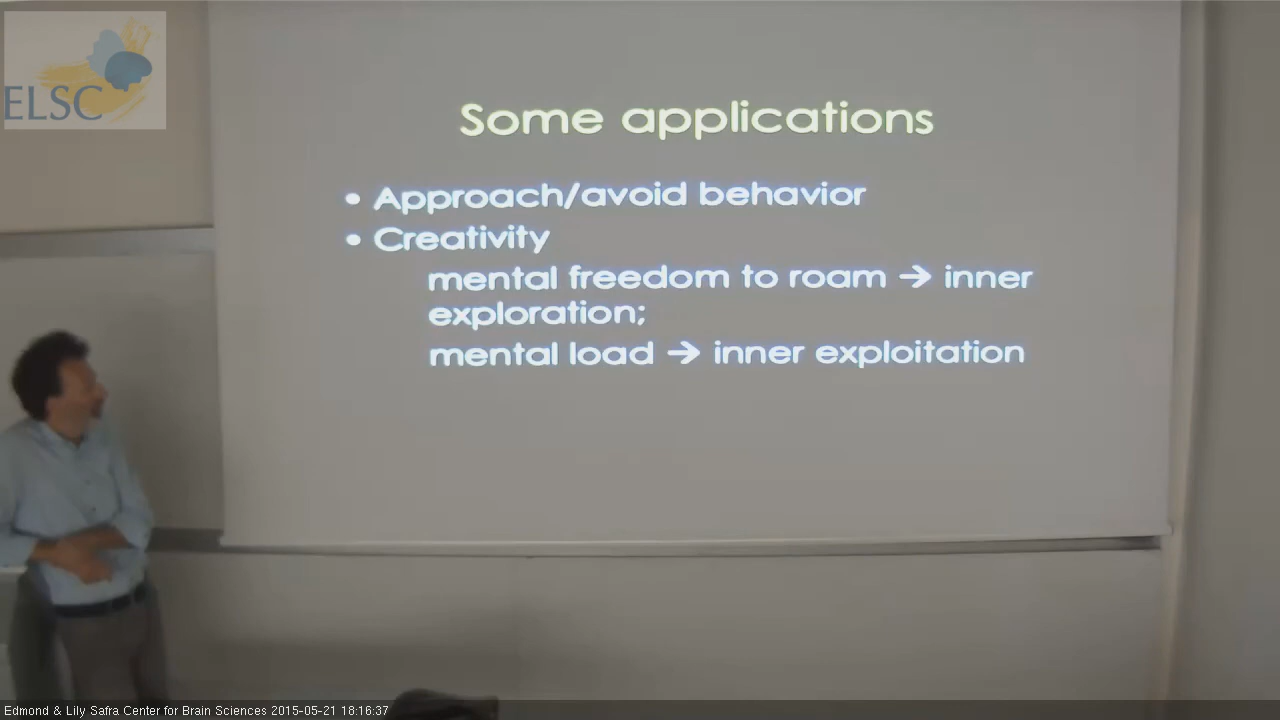 ELSC
Some applications
• Approach/avoid behavior
• Creativity
mental freedom to roam → inner
exploration;
mental load → inner exploitation
Edmond & Lily Safra Center for Brain Sciences 2015-05-21 18:16:37